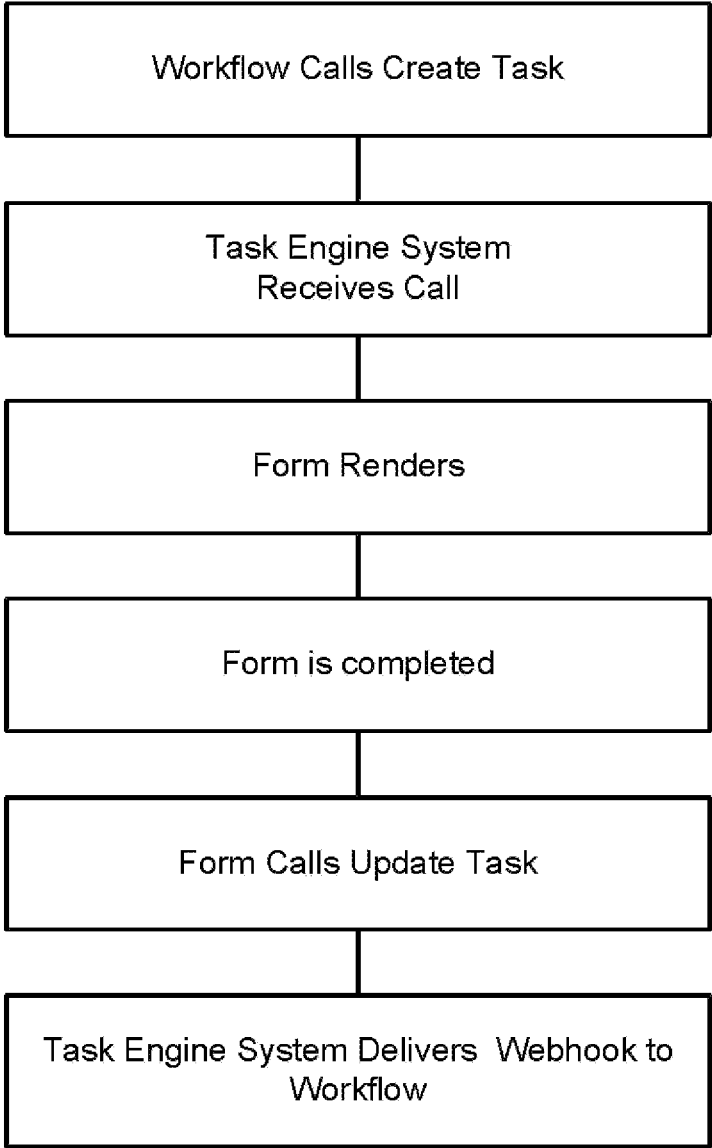 Workflow Calls Create Task
Task Engine System
Receives Call
Form Renders
Form is completed
Form Calls Update Task
Task Engine System Delivers  Webhook to
Workflow